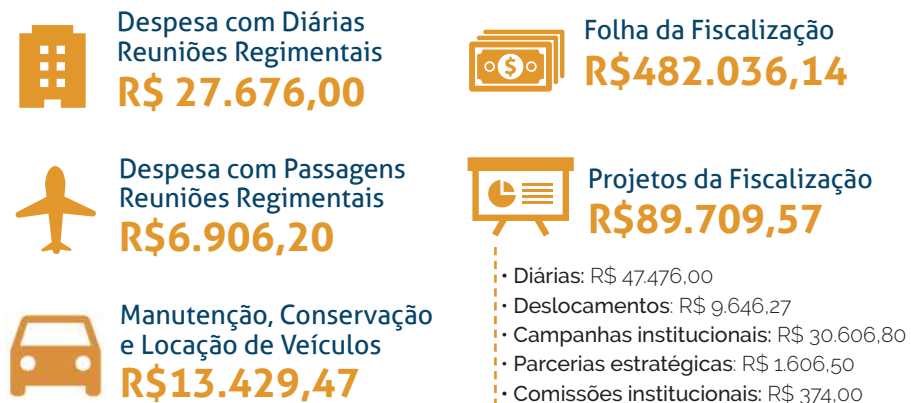 Despesa com Diárias
Reuniões Regimentais
R$ 27.676,00
Despesa com Passagens
Reuniões Regimentais
R$6.906,20
Manutenção, Conservação
e Locação de Veículos
R$13.429,47
Folha da Fiscalização
R$482.036,14
Projetos da Fiscalização
R$89.709,57
• Diárias: R$ 47.476,00
• Deslocamentos: R$ 9.646,27
• Campanhas institucionais: R$ 30.606,80
• Parcerias estratégicas: R$ 1.606,50
• Comissões institucionais: R$ 374,00